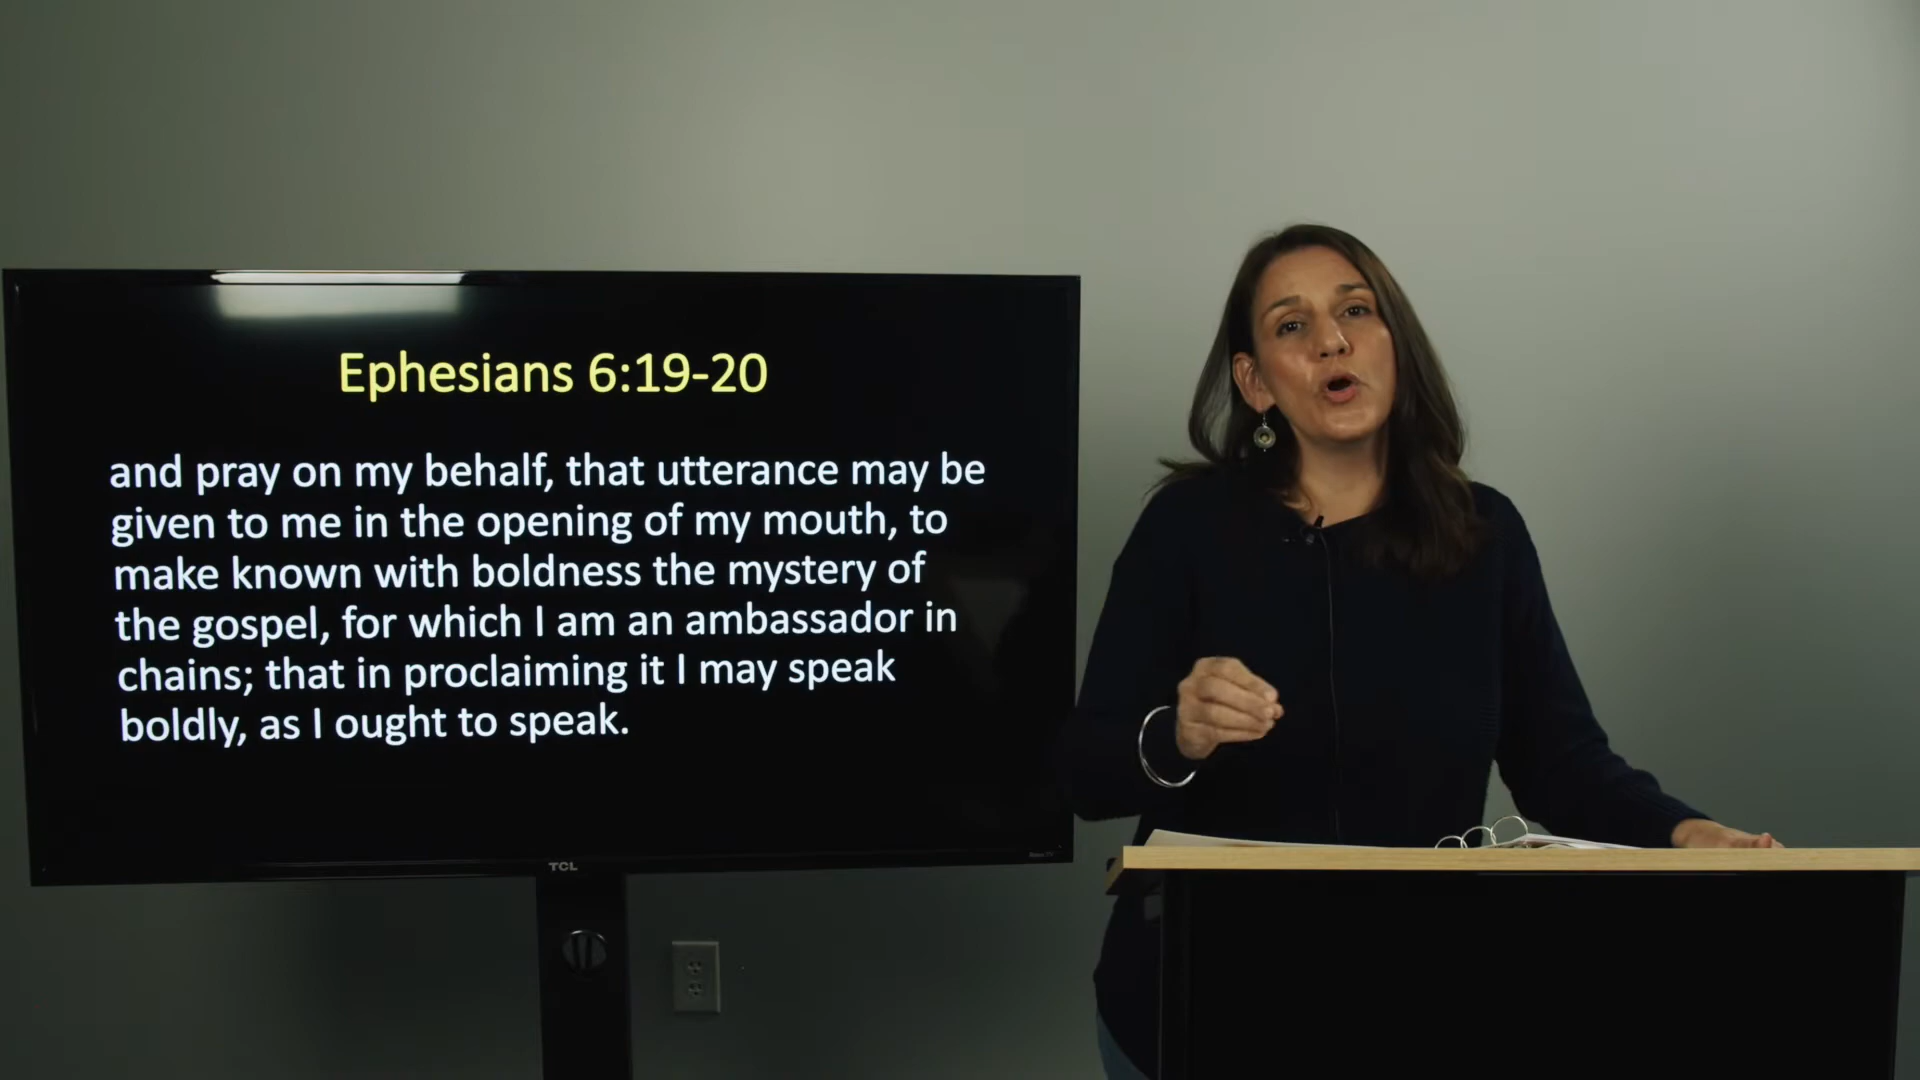 Ephesians 6:19-20
and pray on my behalf, that utterance may be
given to me in the opening of my mouth, to
make known with boldness the mystery of
the gospel, for which I am an ambassador in
chains; that in proclaiming it I may speak
boldly, as I ought to speak.
TCL